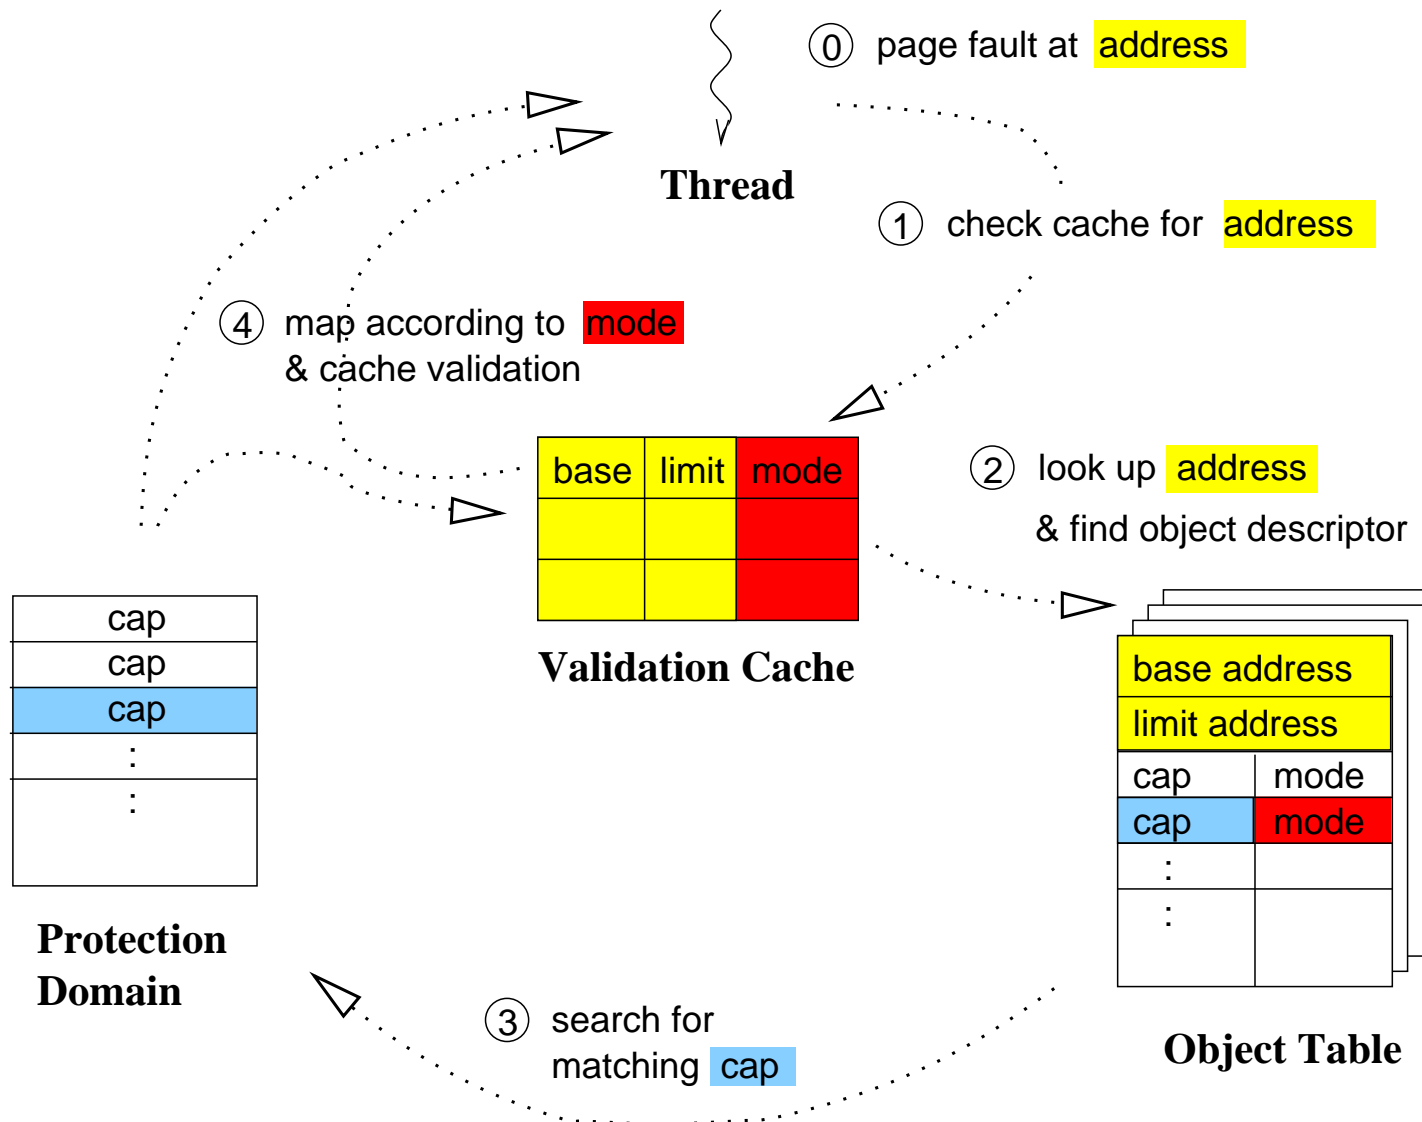 0 page fault at address
Thread
1 check cache for address
4 map according to mode
& cache validation
base limit mode
Validation Cache
2 look up address
& find object descriptor
cap
cap
cap
:
:
Protection
Domain
base address
limit address
cap mode
cap mode
:
:
Object Table
3 search for
matching cap